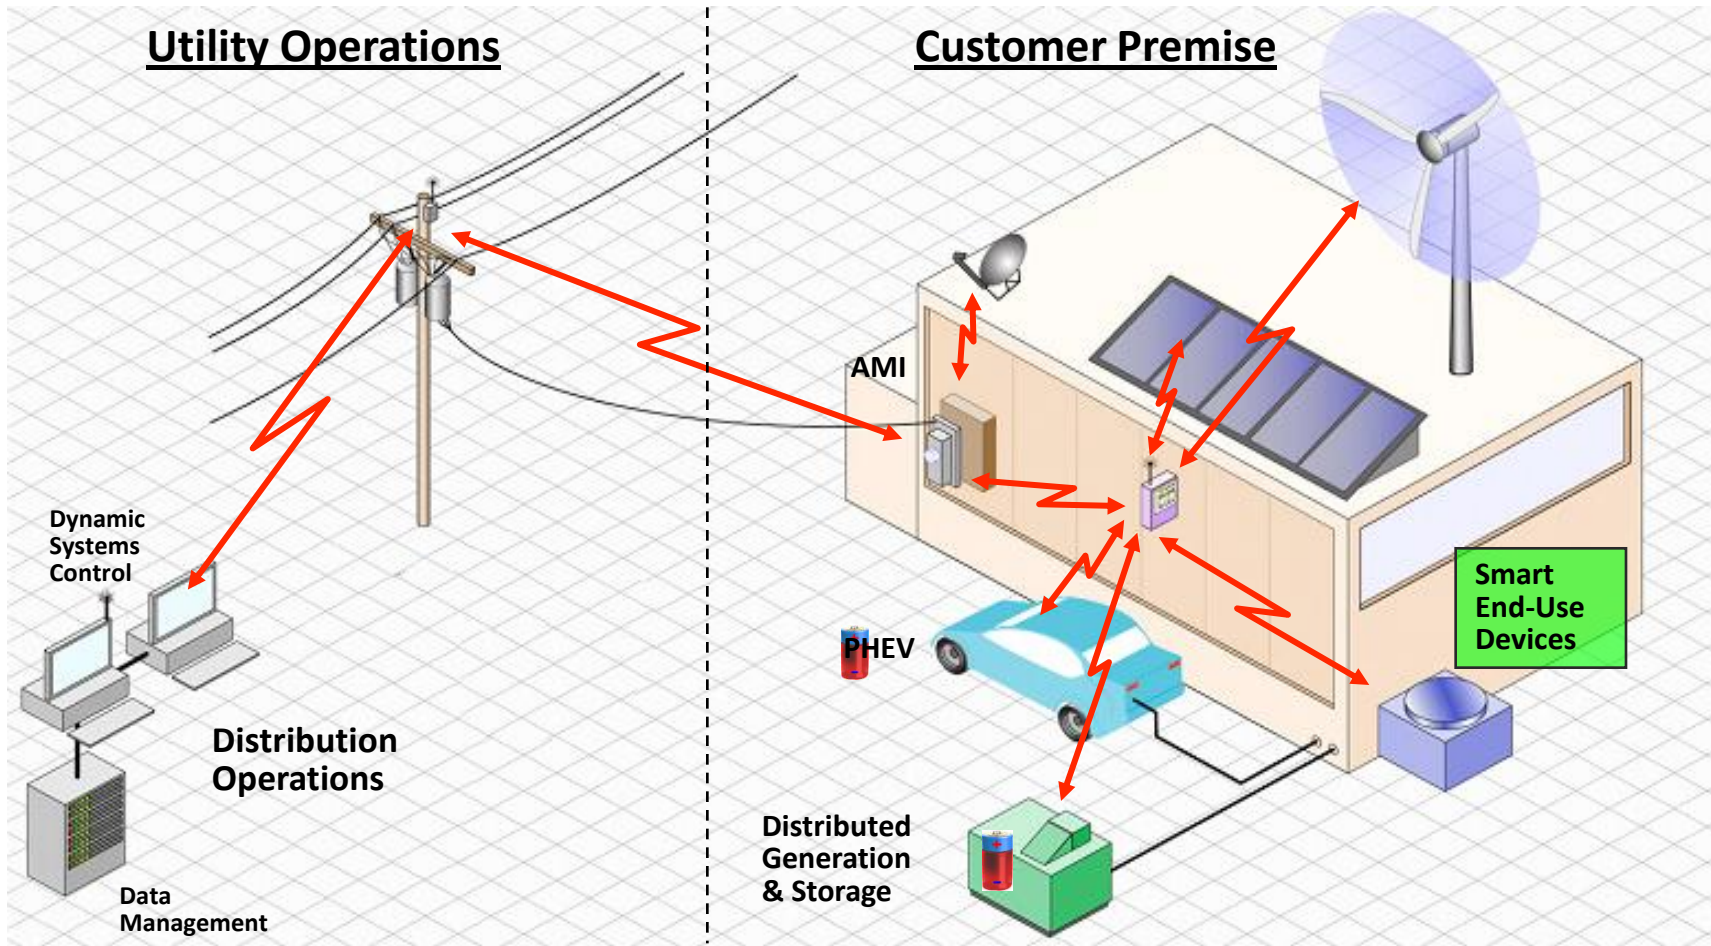 Utility Operations
Customer Premise
AMI
Dynamic
Systems
Control
Smart
End-Use
Devices
PHEV
Distribution
Operations
Distributed
Generation
& Storage
Data
Management